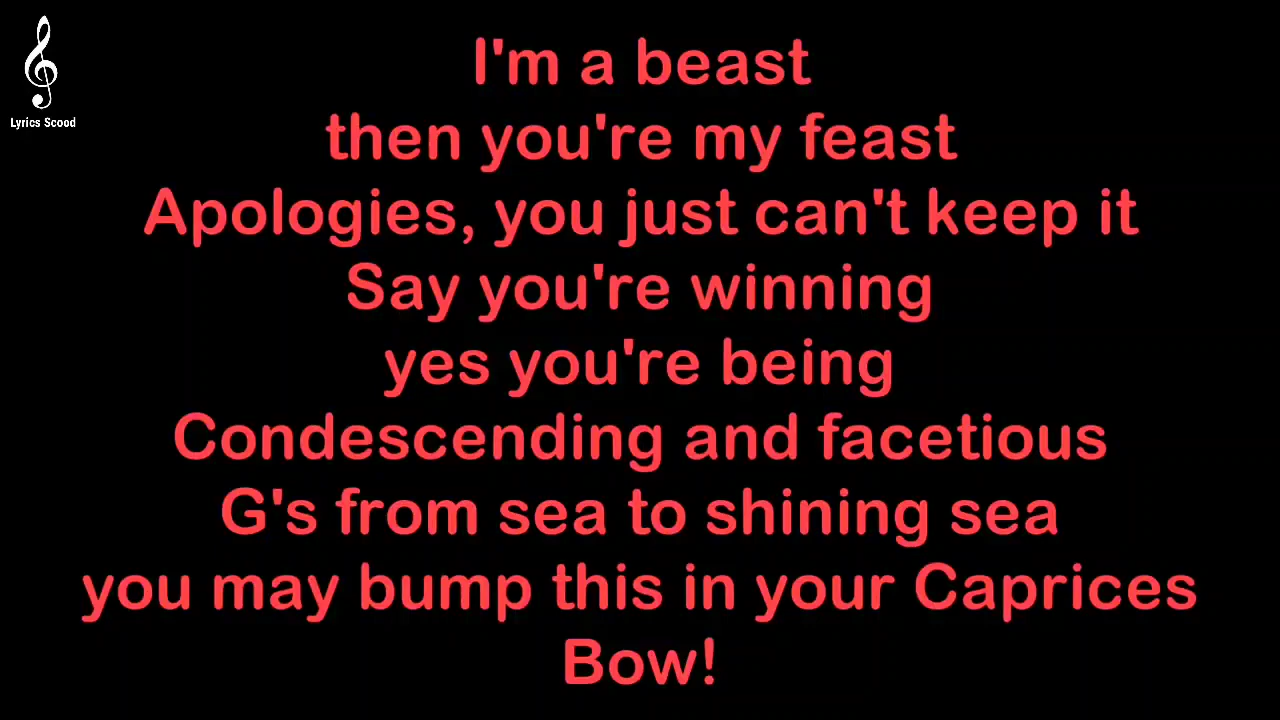 Lyrics Scood
I'm a beast
then you're my feast
Apologies, you just can't keep it
Say you're winning
yes you're being
Condescending and facetious
G's from sea to shining sea
you may bump this in your Caprices
Bow!